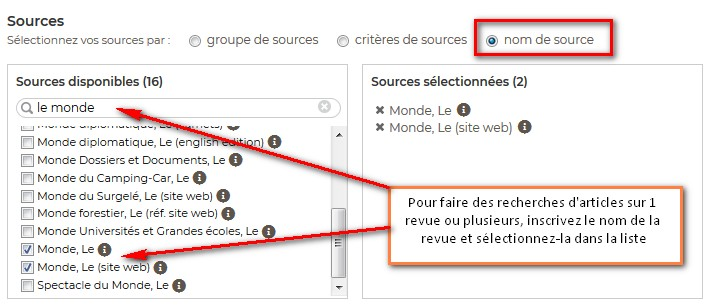 Sources
Sélectionnez vos sources par : groupe de sources critères de sources nom de source
Sources disponibles (16)
le monde
Monde diplomatique, Le (carnets)
Monde diplomatique, Le (english edition)
Monde Dossiers et Documents, Le
Monde du Camping-Car, Le
Monde du Surgelé, Le (site web)
Monde forestier, Le (réf. site web)
Monde Universités et Grandes écoles, Le
Monde, Le
Monde, Le (site web)
Spectacle du Monde, Le
Sources sélectionnées (2)
Monde, Le
Monde, Le (site web)
Pour faire des recherches d'articles sur 1
revue ou plusieurs, inscrivez le nom de la
revue et sélectionnez-la dans la liste